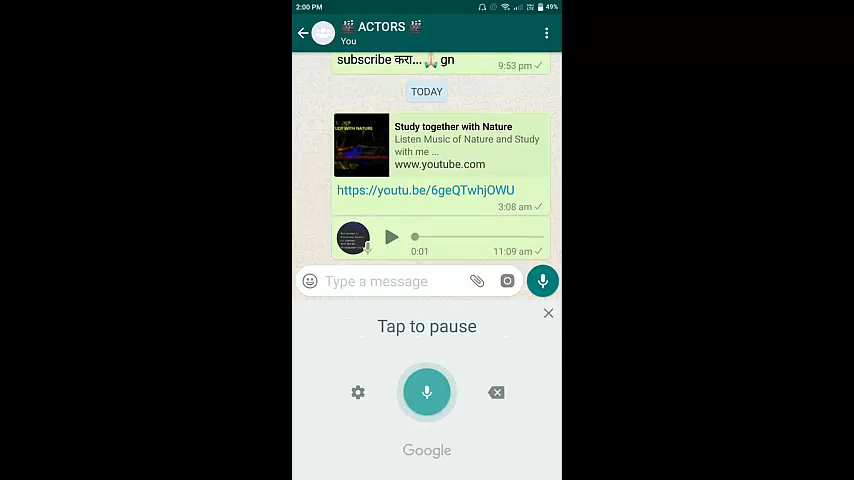 2:00 PM
49%
🎬 ACTORS 🎬
You
subscribe करा...🙏🏻 gn
9:53 pm
TODAY
Study together with Nature
Listen Music of Nature and Study
with me ...
www.youtube.com
https://youtu.be/6geQTwhjOWU
3:08 am
0:01
11:09 am
Type a message
Tap to pause
Google